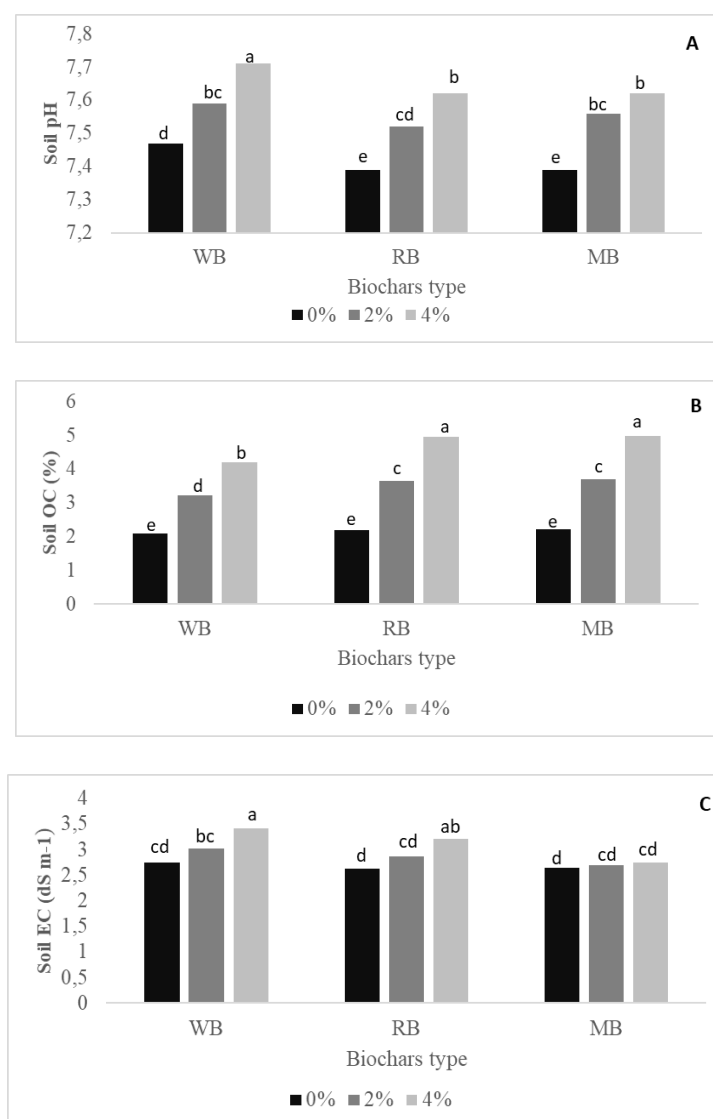 A
Soil pH
7,8
7,7
7,6
7,5
7,4
7,3
7,2
d
bc
a
e
cd
b
e
bc
b
WB RB MB
Biochars type
0% 2% 4%
B
Soil OC (%)
6
5
4
3
2
1
0
e
d
b
e
c
a
e
c
a
WB RB MB
Biochars type
0% 2% 4%
C
Soil EC (dS m-1)
4
3,5
3
2,5
2
1,5
1
0,5
0
cd
bc
a
d
cd
ab
d
cd
cd
WB RB MB
Biochars type
0% 2% 4%